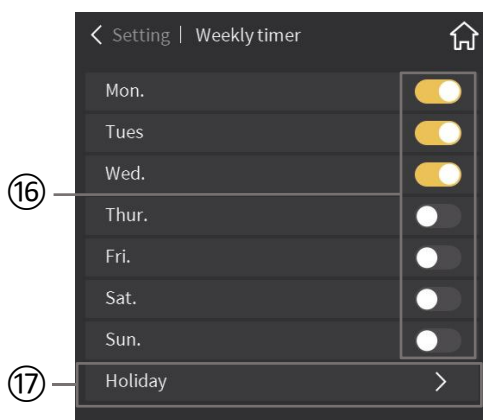 Setting | Weekly timer
Mon.
Tues
Wed.
⑯
Thur.
Fri.
Sat.
Sun.
⑰ Holiday